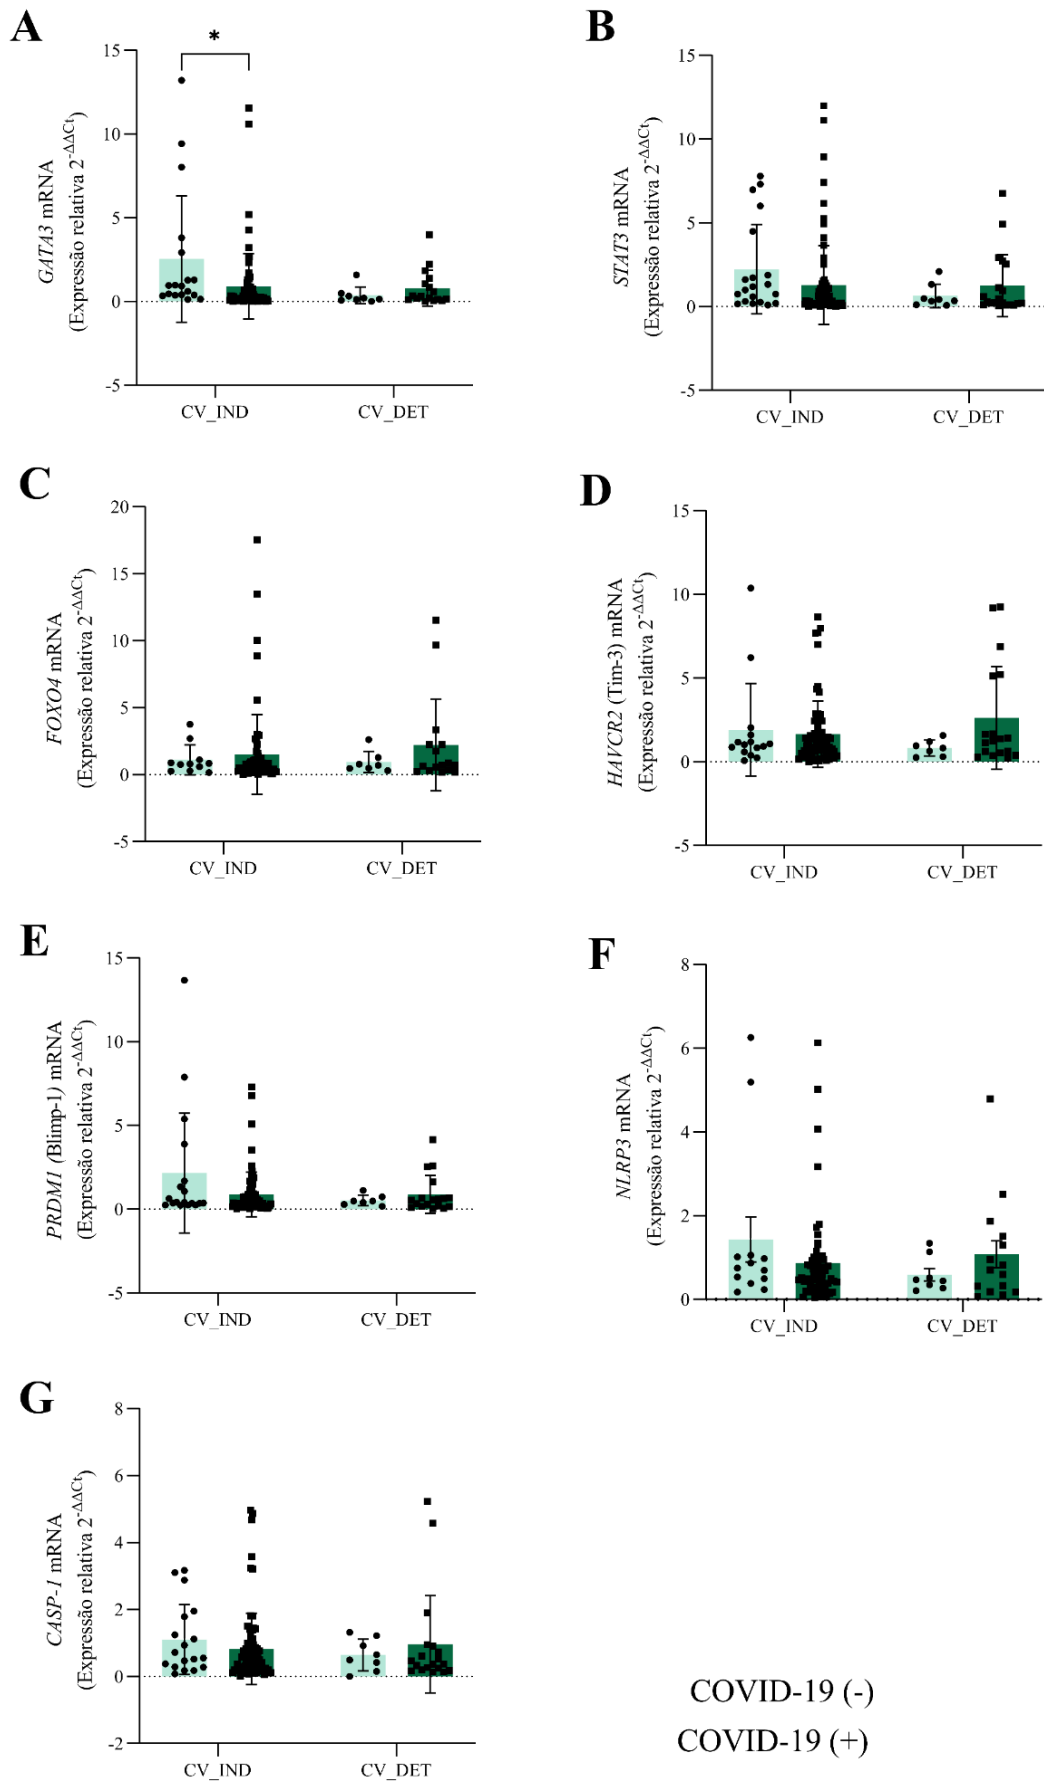 A
*
GATA3 mRNA
(Expressão relativa 2-ΔΔCt)
15
10
5
0
-5
CV_IND
CV_DET
B
STAT3 mRNA
(Expressão relativa 2-ΔΔCt)
15
10
5
0
-5
CV_IND
CV_DET
C
FOXO4 mRNA
(Expressão relativa 2-ΔΔCt)
20
15
10
5
0
-5
CV_IND
CV_DET
D
HAVCR2 (Tim-3) mRNA
(Expressão relativa 2-ΔΔCt)
15
10
5
0
-5
CV_IND
CV_DET
E
PRDM1 (Blimp-1) mRNA
(Expressão relativa 2-ΔΔCt)
15
10
5
0
-5
CV_IND
CV_DET
F
NLRP3 mRNA
(Expressão relativa 2-ΔΔCt)
8
6
4
2
0
CV_IND
CV_DET
G
CASP-1 mRNA
(Expressão relativa 2-ΔΔCt)
8
6
4
2
0
-2
CV_IND
CV_DET
COVID-19 (-)
COVID-19 (+)